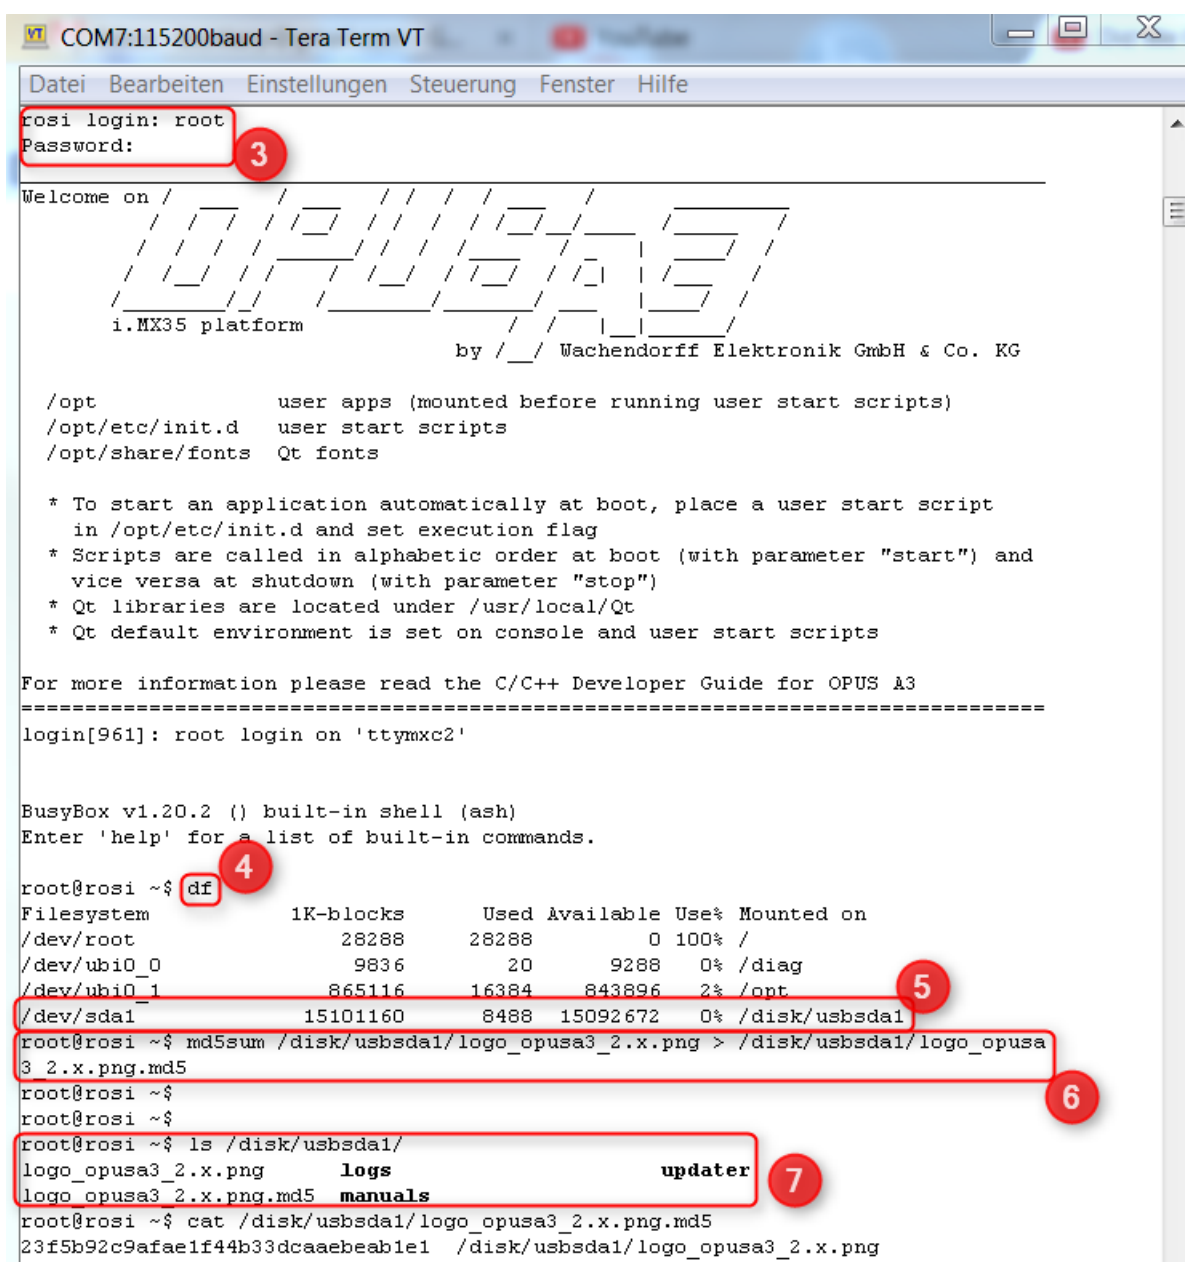 COM7:115200baud - Tera Term VT
Datei Bearbeiten Einstellungen Steuerung Fenster Hilfe
rosi login: root
Password:
3
Welcome on
OPUSA3
i.MX35 platform
by Wachendorff Elektronik GmbH & Co. KG
/opt user apps (mounted before running user start scripts)
/opt/etc/init.d user start scripts
/opt/share/fonts Qt fonts
* To start an application automatically at boot, place a user start script
in /opt/etc/init.d and set execution flag
* Scripts are called in alphabetic order at boot (with parameter "start") and
vice versa at shutdown (with parameter "stop")
* Qt libraries are located under /usr/local/Qt
* Qt default environment is set on console and user start scripts
For more information please read the C/C++ Developer Guide for OPUS A3
================================================================================
login[961]: root login on 'ttymxc2'
BusyBox v1.20.2 () built-in shell (ash)
Enter 'help' for a list of built-in commands.
4
root@rosi ~$ df
Filesystem 1K-blocks Used Available Use% Mounted on
/dev/root 28288 28288 0 100% /
/dev/ubi0_0 9836 20 9288 0% /diag
/dev/ubi0_1 865116 16384 843896 2% /opt
5
/dev/sda1 15101160 8488 15092672 0% /disk/usbsda1
root@rosi ~$ md5sum /disk/usbsda1/logo_opusa3_2.x.png > /disk/usbsda1/logo_opusa
3_2.x.png.md5
6
root@rosi ~$
root@rosi ~$
root@rosi ~$ ls /disk/usbsda1/
logo_opusa3_2.x.png logs updater
7
logo_opusa3_2.x.png.md5 manuals
root@rosi ~$ cat /disk/usbsda1/logo_opusa3_2.x.png.md5
23f5b92c9afae1f44b33dcaaebeab1e1 /disk/usbsda1/logo_opusa3_2.x.png